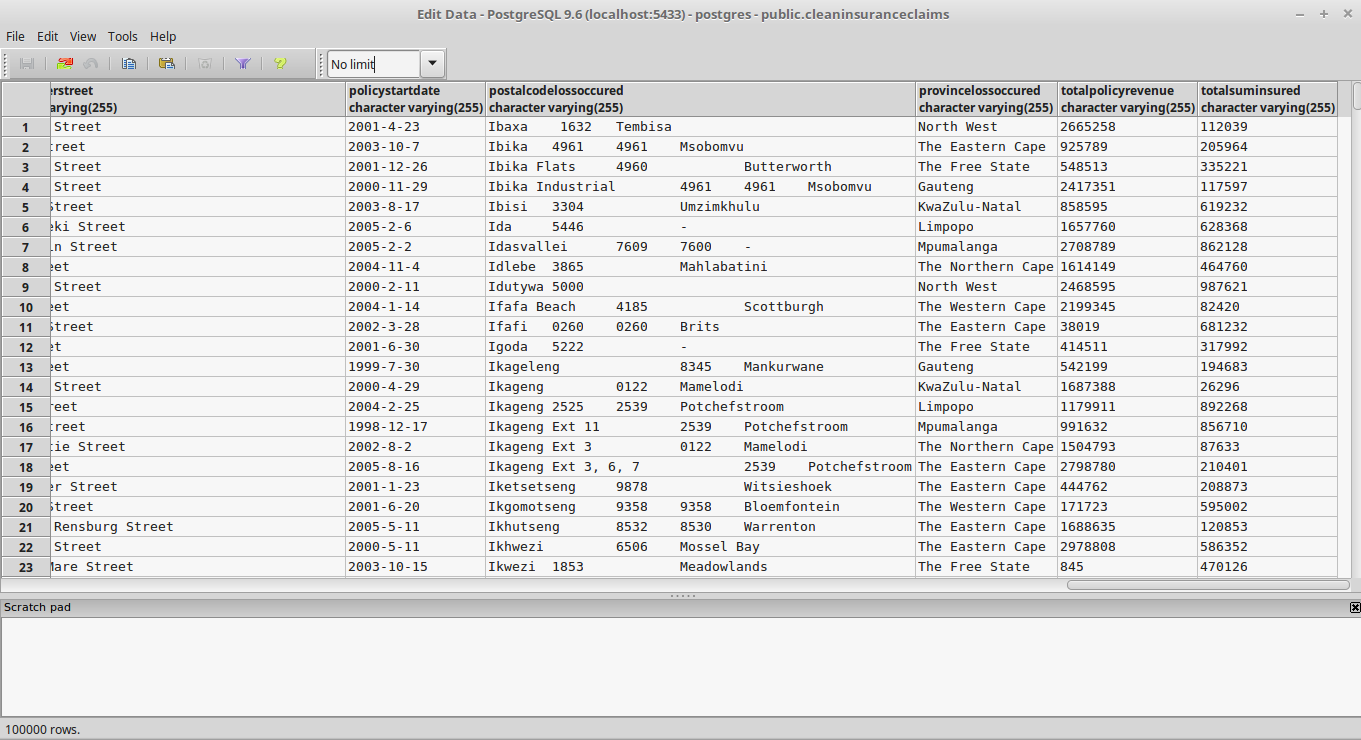 Edit Data - PostgreSQL 9.6 (localhost:5433) - postgres - public.cleaninsuranceclaims
File Edit View Tools Help
No limit
erstreet policystartdate postalcodelossoccured provincelossoccured totalpolicyrevenue totalsuminsured
arying(255) character varying(255) character varying(255) character varying(255) character varying(255) character varying(255)
1 Street 2001-4-23 Ibaxa 1632 Tembisa North West 2665258 112039
2 treet 2003-10-7 Ibika 4961 4961 Msobomvu The Eastern Cape 925789 205964
3 Street 2001-12-26 Ibika Flats 4960 Butterworth The Free State 548513 335221
4 Street 2000-11-29 Ibika Industrial 4961 4961 Msobomvu Gauteng 2417351 117597
5 Street 2003-8-17 Ibisi 3304 Umzimkhulu KwaZulu-Natal 858595 619232
6 eki Street 2005-2-6 Ida 5446 - Limpopo 1657760 628368
7 in Street 2005-2-2 Idasvallei 7609 7600 - Mpumalanga 2708789 862128
8 eet 2004-11-4 Idlebe 3865 Mahlabatini The Northern Cape 1614149 464760
9 Street 2000-2-11 Idutywa 5000 North West 2468595 987621
10 eet 2004-1-14 Ifafa Beach 4185 Scottburgh The Western Cape 2199345 82420
11 Street 2002-3-28 Ifafi 0260 0260 Brits The Eastern Cape 38019 681232
12 et 2001-6-30 Igoda 5222 - The Free State 414511 317992
13 eet 1999-7-30 Ikageleng 8345 Mankurwane Gauteng 542199 194683
14 Street 2000-4-29 Ikageng 0122 Mamelodi KwaZulu-Natal 1687388 26296
15 reet 2004-2-25 Ikageng 2525 2539 Potchefstroom Limpopo 1179911 892268
16 treet 1998-12-17 Ikageng Ext 11 2539 Potchefstroom Mpumalanga 991632 856710
17 tie Street 2002-8-2 Ikageng Ext 3 0122 Mamelodi The Northern Cape 1504793 87633
18 eet 2005-8-16 Ikageng Ext 3, 6, 7 2539 Potchefstroom The Eastern Cape 2798780 210401
19 er Street 2001-1-23 Iketsetseng 9878 Witsieshoek The Eastern Cape 444762 208873
20 Street 2001-6-20 Ikgomotseng 9358 9358 Bloemfontein The Western Cape 171723 595002
21 Rensburg Street 2005-5-11 Ikhutseng 8532 8530 Warrenton The Eastern Cape 1688635 120853
22 Street 2000-5-11 Ikhwezi 6506 Mossel Bay The Eastern Cape 2978808 586352
23 Mare Street 2003-10-15 Ikwezi 1853 Meadowlands The Free State 845 470126
Scratch pad
100000 rows.